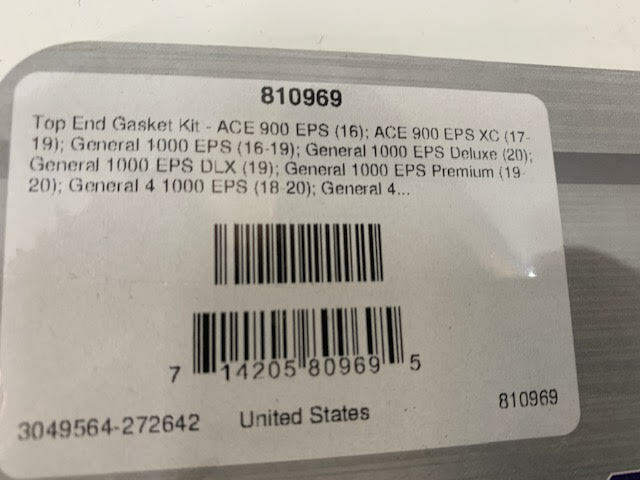 810969
Top End Gasket Kit - ACE 900 EPS (16); ACE 900 EPS XC (17-
19); General 1000 EPS (16-19); General 1000 EPS Deluxe (20);
General 1000 EPS DLX (19); General 1000 EPS Premium (19-
20); General 4 1000 EPS (18-20); General 4...
7 14205 80969 5
3049564-272642 United States 810969